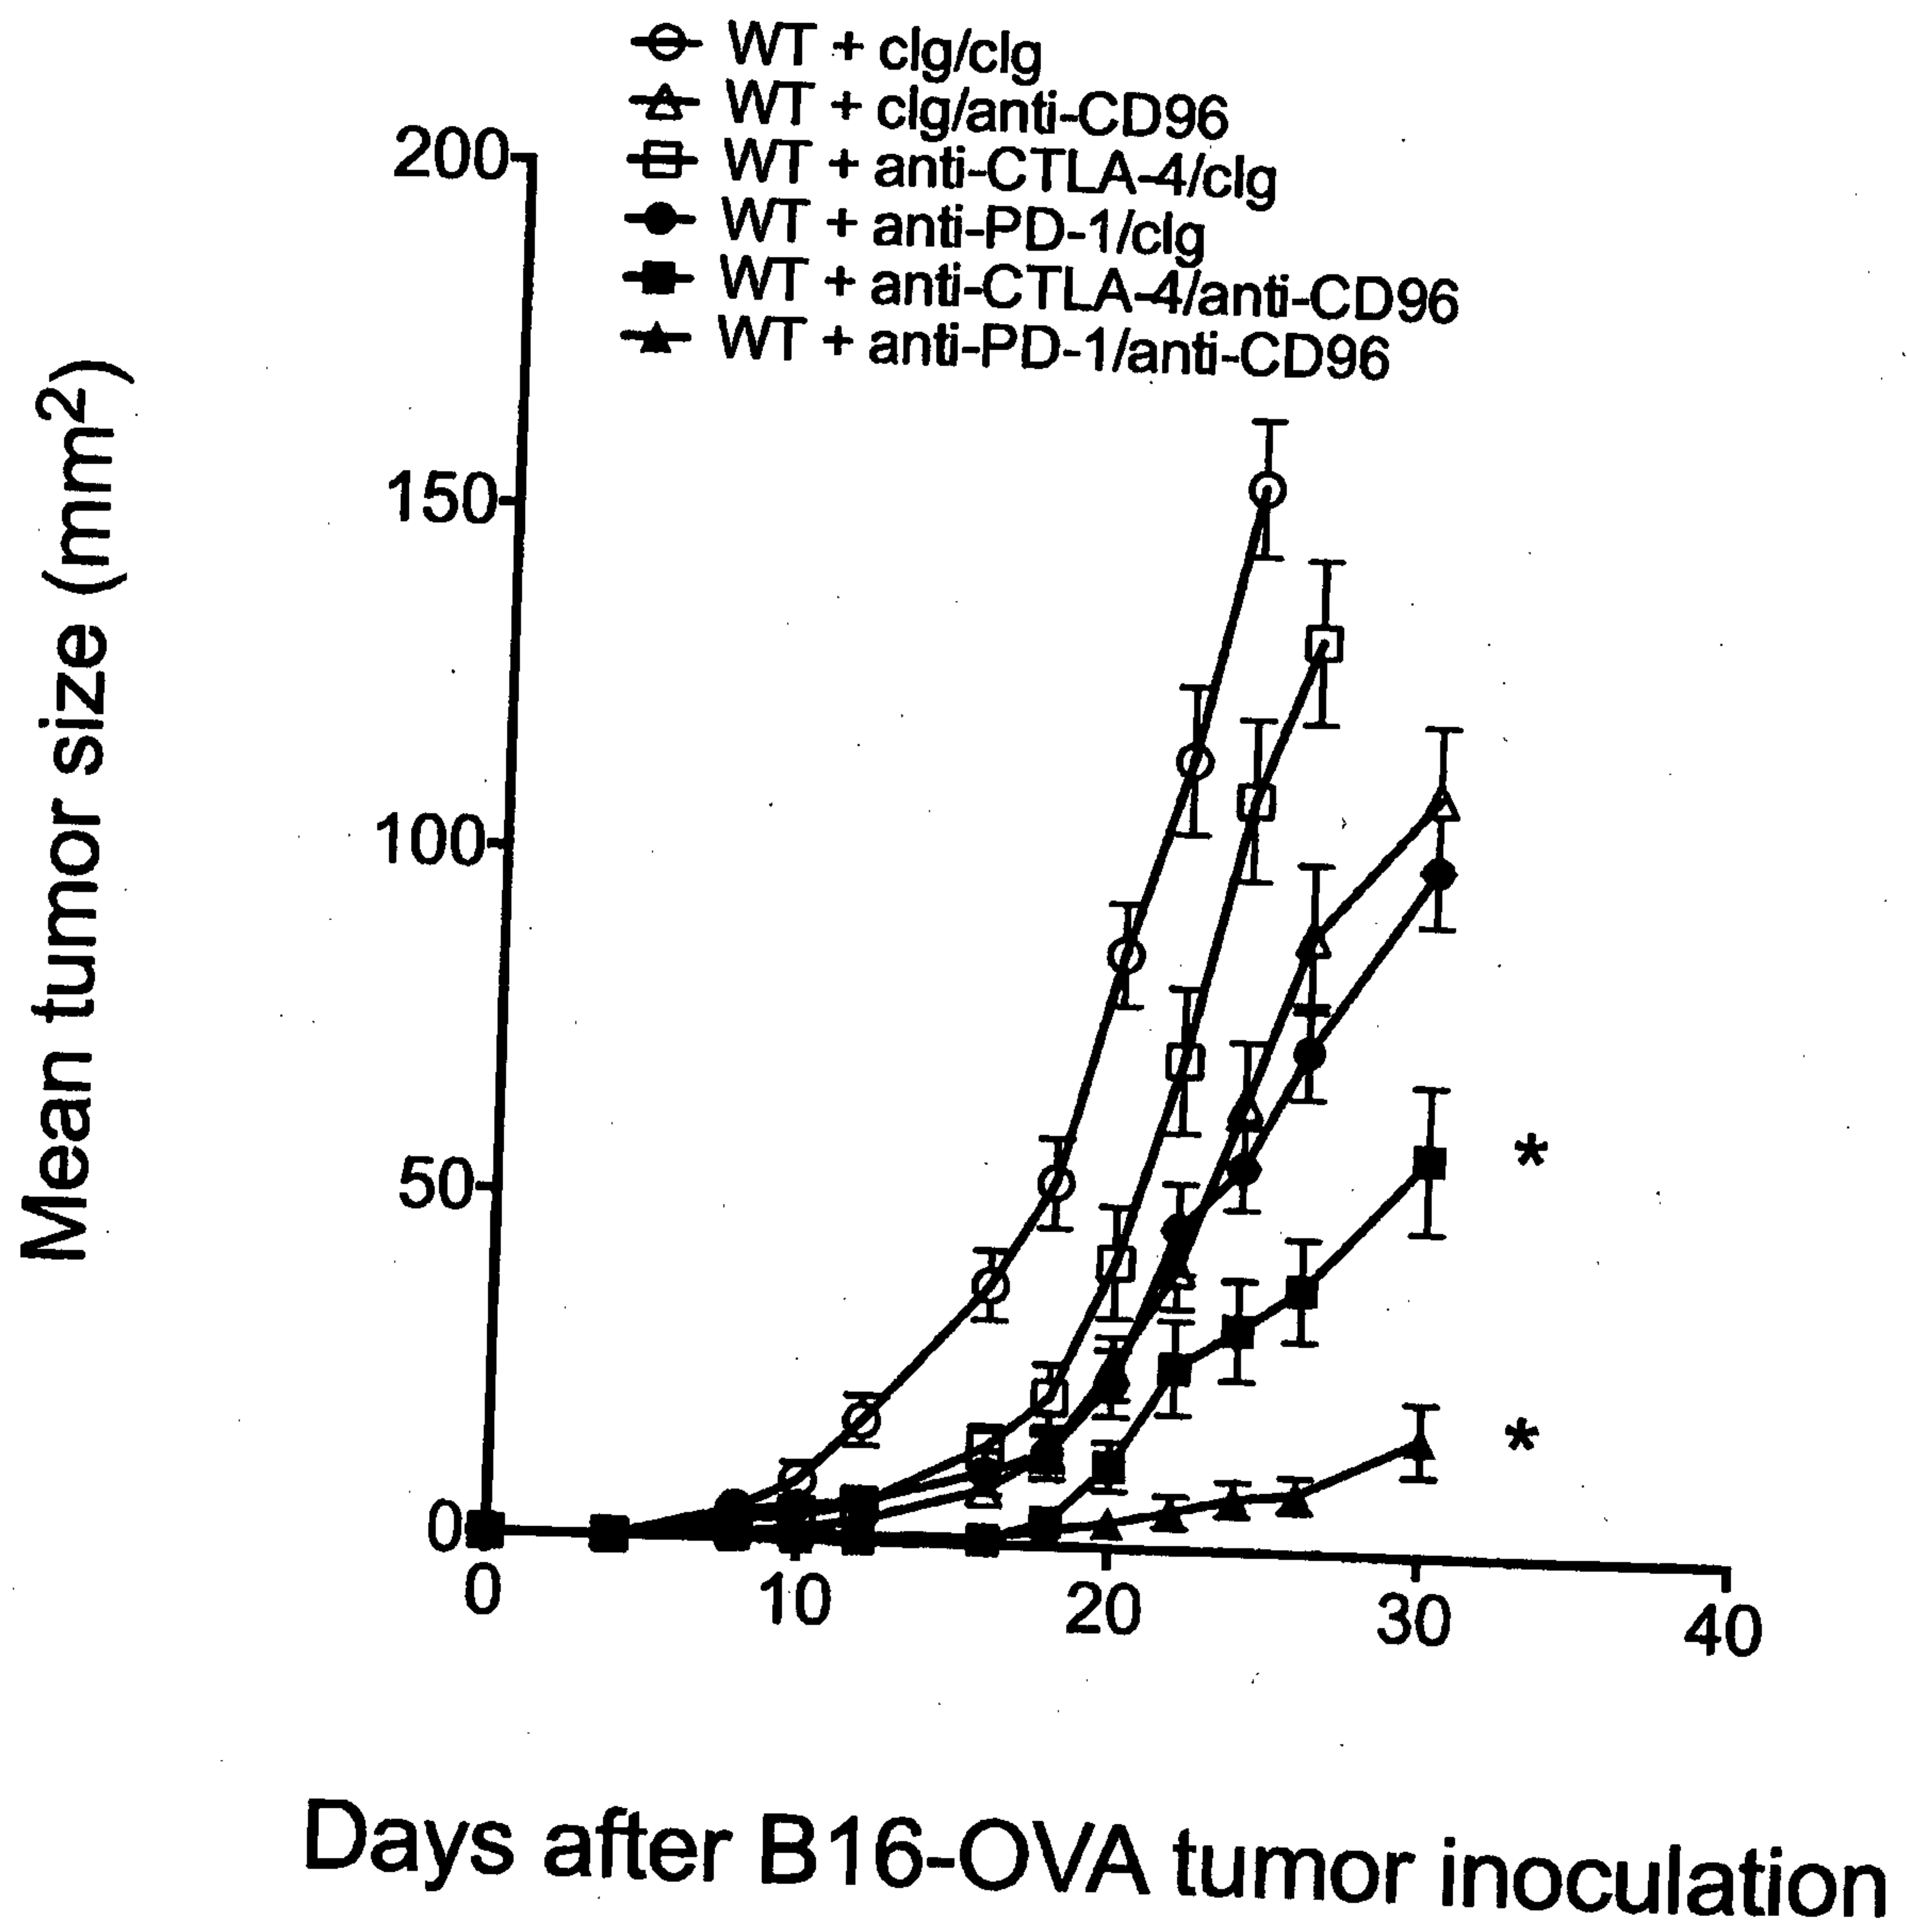 WT + cIg/cIg
WT + cIg/anti-CD96
WT + anti-CTLA-4/cIg
WT + anti-PD-1/cIg
WT + anti-CTLA-4/anti-CD96
WT + anti-PD-1/anti-CD96
200
150
100
50
0
Mean tumor size (mm²)
*
*
0
10
20
30
40
Days after B16-OVA tumor inoculation